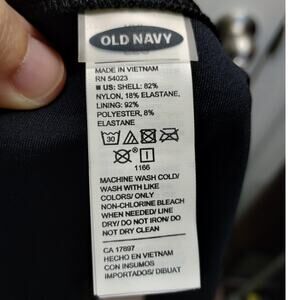 OLD NAVY
MADE IN VIETNAM
RN 54023
■ US: SHELL: 82%
NYLON, 18% ELASTANE,
LINING: 92%
POLYESTER, 8%
ELASTANE
30
1166
MACHINE WASH COLD/
WASH WITH LIKE
COLORS/ ONLY
NON-CHLORINE BLEACH
WHEN NEEDED/ LINE
DRY/ DO NOT IRON/ DO
NOT DRY CLEAN
CA 17897
HECHO EN VIETNAM
CON INSUMOS
IMPORTADOS/ DIBUAT